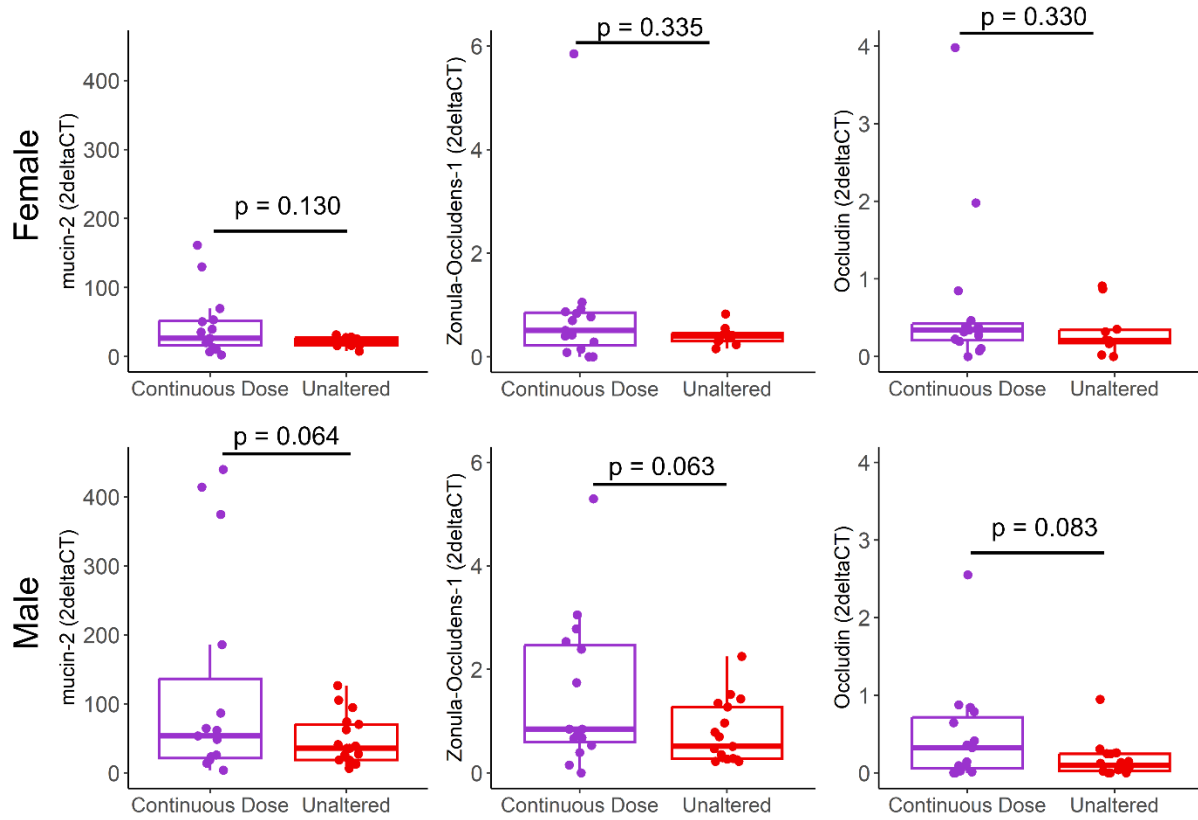 Female
mucin-2 (2deltaCT)
400
300
200
100
0
p = 0.130
Continuous Dose
Unaltered
Zonula-Occludens-1 (2deltaCT)
6
4
2
0
p = 0.335
Continuous Dose
Unaltered
Occludin (2deltaCT)
4
3
2
1
0
p = 0.330
Continuous Dose
Unaltered
Male
mucin-2 (2deltaCT)
400
300
200
100
0
p = 0.064
Continuous Dose
Unaltered
Zonula-Occludens-1 (2deltaCT)
6
4
2
0
p = 0.063
Continuous Dose
Unaltered
Occludin (2deltaCT)
4
3
2
1
0
p = 0.083
Continuous Dose
Unaltered